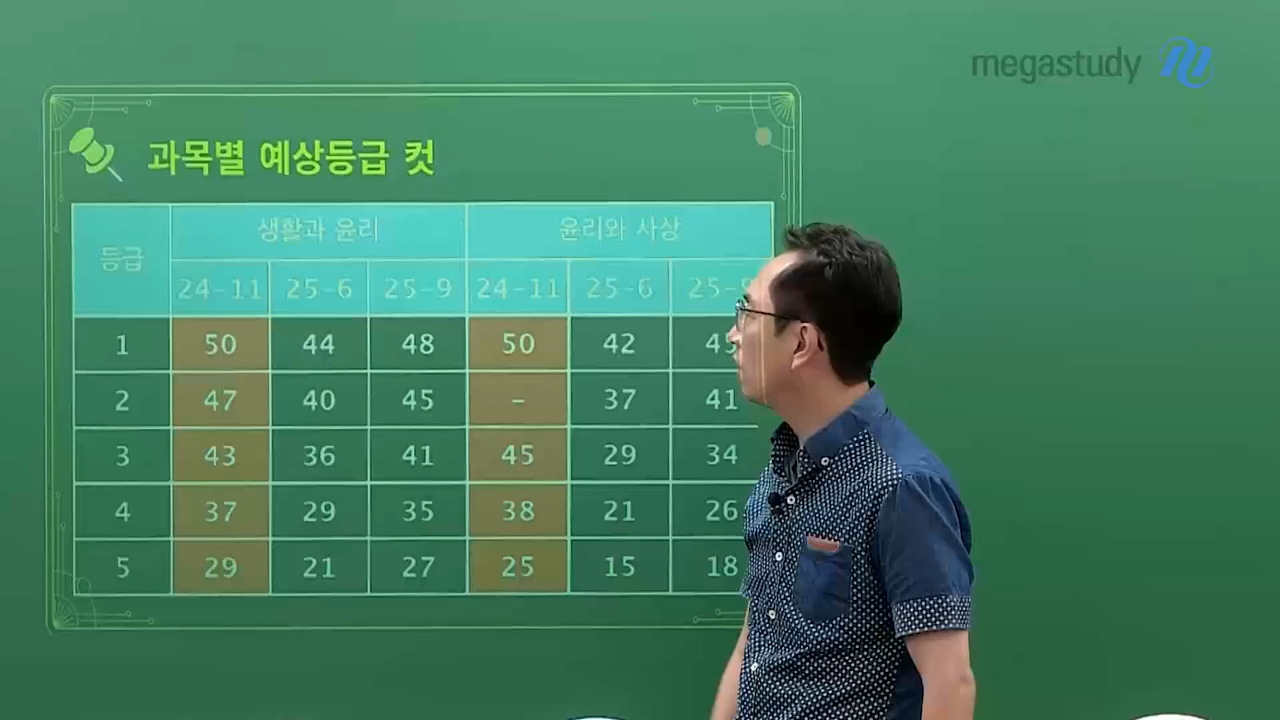 megastudy
과목별 예상등급 컷
등급 생활과 윤리 윤리와 사상
24-11 25-6 25-9 24-11 25-6
1 50 44 48 50 42 45
2 47 40 45 - 37 41
3 43 36 41 45 29 34
4 37 29 35 38 21 26
5 29 21 27 25 15 18